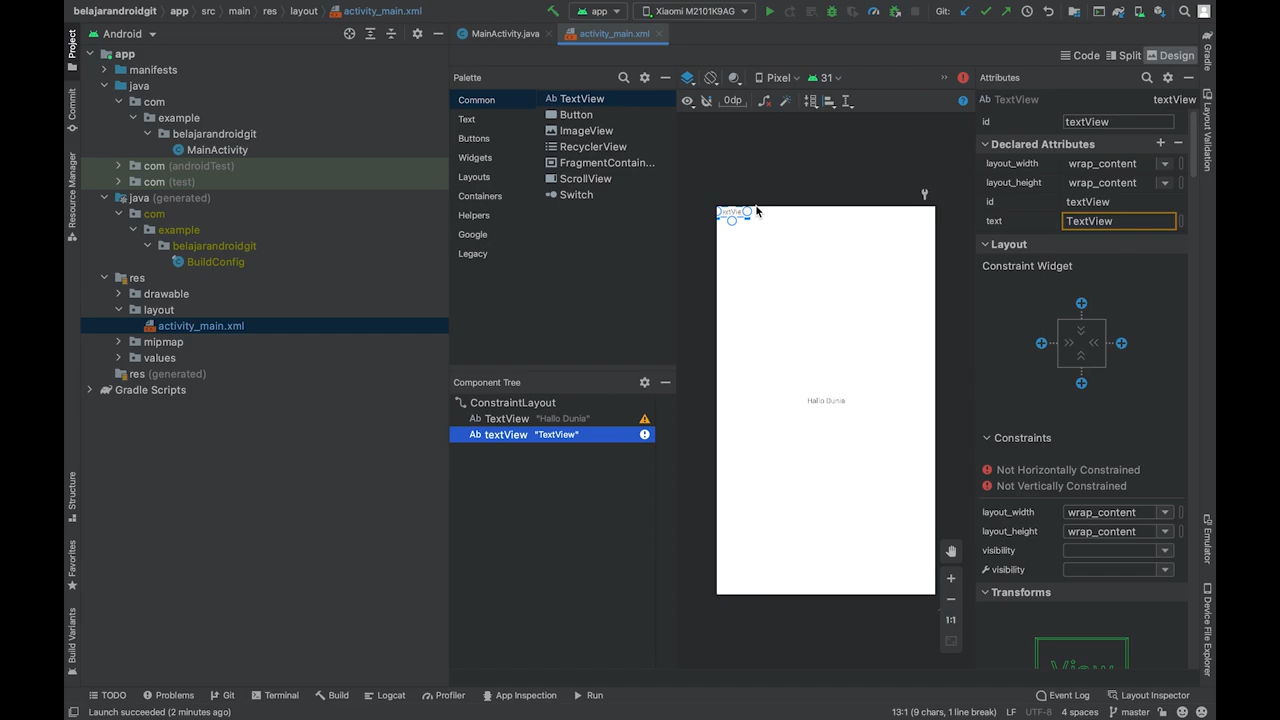 belajarandroidgit app src main res layout activity_main.xml app Xiaomi M2101K9AG Git:
Project Android MainActivity.java activity_main.xml Gradle
Code Split Design
app
manifests
java
com
example
belajarandroidgit
MainActivity
com (androidTest)
com (test)
java (generated)
com
example
belajarandroidgit
BuildConfig
res
drawable
layout
activity_main.xml
mipmap
values
res (generated)
Gradle Scripts
Commit
Resource Manager
Structure
Favorites
Build Variants
Palette
Common
Text
Buttons
Widgets
Layouts
Containers
Helpers
Google
Legacy
Ab TextView
Button
ImageView
RecyclerView
FragmentContain...
ScrollView
Switch
Component Tree
ConstraintLayout
Ab TextView "Hallo Dunia"
Ab textView "TextView"
Pixel 31
0dp
Hallo Dunia
1:1
Attributes
Ab TextView textView
id textView
Declared Attributes
layout_width wrap_content
layout_height wrap_content
id textView
text TextView
Layout
Constraint Widget
Constraints
Not Horizontally Constrained
Not Vertically Constrained
layout_width wrap_content
layout_height wrap_content
visibility
visibility
Transforms
View
Layout Validation
Emulator
Device File Explorer
TODO Problems Git Terminal Build Logcat Profiler App Inspection Run Event Log Layout Inspector
Launch succeeded (2 minutes ago) 13:1 (9 chars, 1 line break) LF UTF-8 4 spaces master